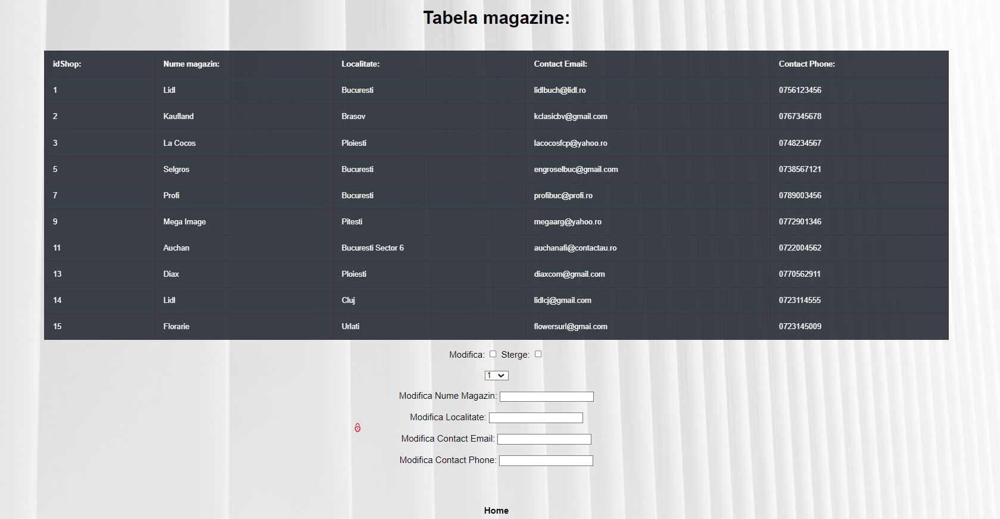 Tabela magazine:
idShop: Nume magazin: Localitate: Contact Email: Contact Phone:
1 Lidl Bucuresti lidlbuch@lidl.ro 0756123456
2 Kaufland Brasov kclasicbv@gmail.com 0767345678
3 La Cocos Ploiesti lacocosfcp@yahoo.ro 0748234567
5 Selgros Bucuresti engroselbuc@gmail.com 0738567121
7 Profi Bucuresti profibuc@profi.ro 0789003456
9 Mega Image Pitesti megaarg@yahoo.ro 0772901346
11 Auchan Bucuresti Sector 6 auchanafi@contactau.ro 0722004562
13 Diax Ploiesti diaxcom@gmail.com 0770562911
14 Lidl Cluj lidlcj@gmail.com 0723114555
15 Florarie Urlati flowersurl@gmai.com 0723145009
Modifica: Sterge:
1
Modifica Nume Magazin:
Modifica Localitate:
Modifica Contact Email:
Modifica Contact Phone:
Home